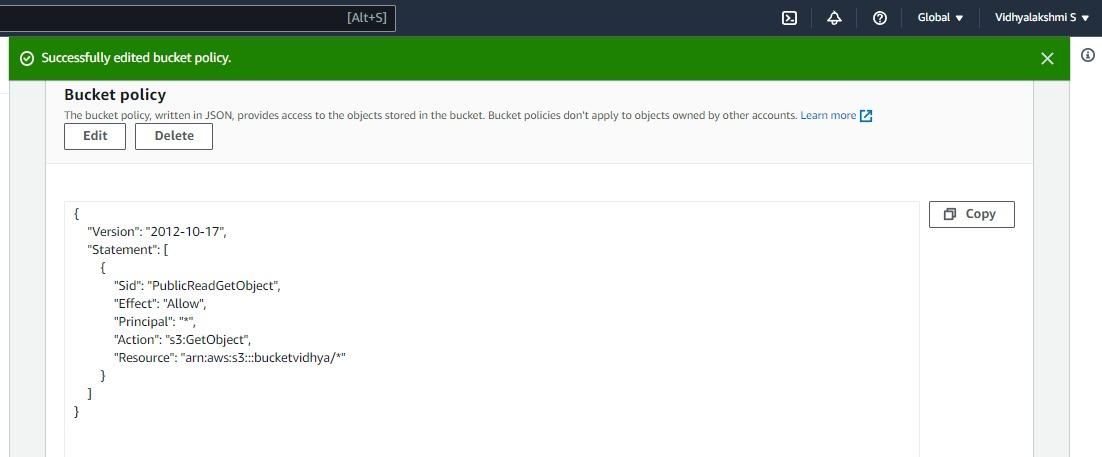 [Alt+S] Global Vidhyalakshmi S
Successfully edited bucket policy.
Bucket policy
The bucket policy, written in JSON, provides access to the objects stored in the bucket. Bucket policies don't apply to objects owned by other accounts. Learn more
Edit Delete
Copy
{
"Version": "2012-10-17",
"Statement": [
{
"Sid": "PublicReadGetObject",
"Effect": "Allow",
"Principal": "*",
"Action": "s3:GetObject",
"Resource": "arn:aws:s3:::bucketvidhya/*"
}
]
}